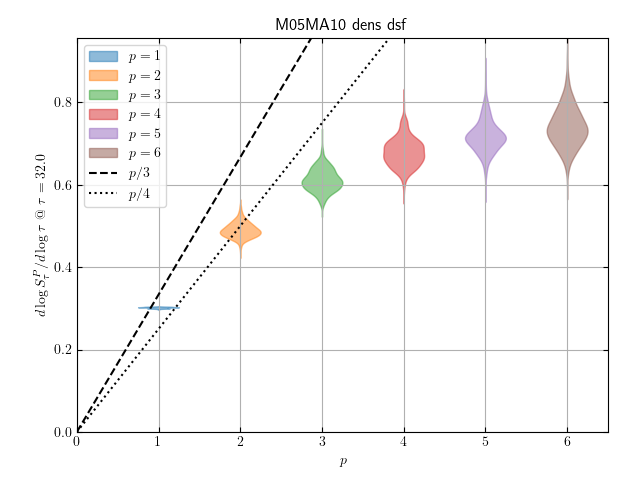 M05MA10 dens dsf
p = 1
p = 2
p = 3
p = 4
p = 5
p = 6
p/3
p/4
d log S_τ^P / d log τ @ τ = 32.0
0.8
0.6
0.4
0.2
0.0
0 1 2 3 4 5 6
p